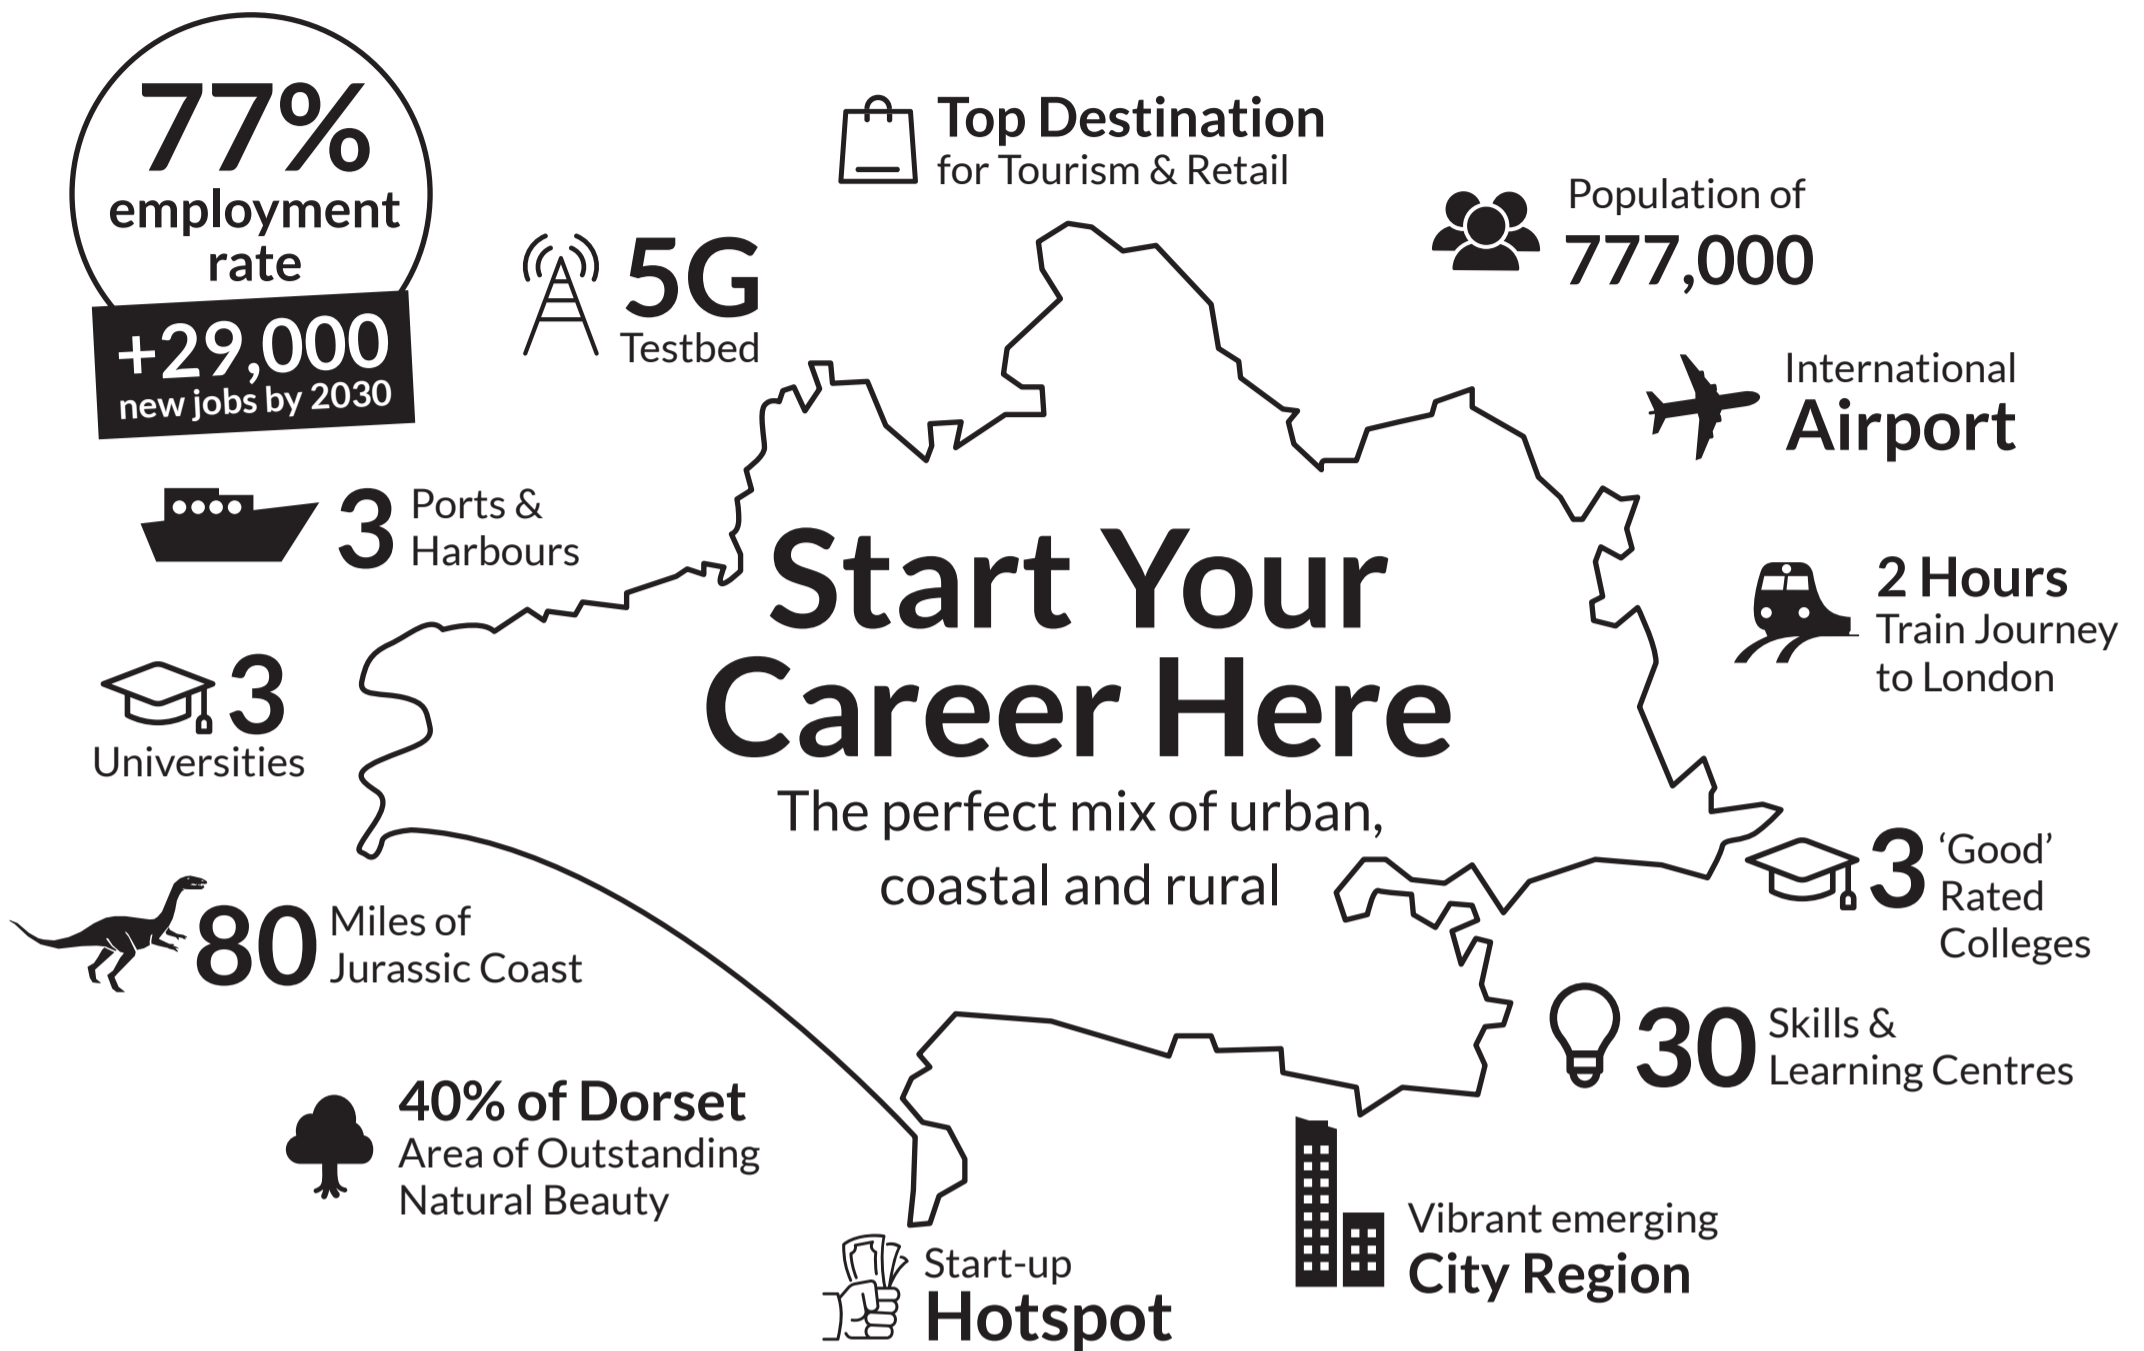 77%
employment
rate
+29,000
new jobs by 2030
Top Destination
for Tourism & Retail
5G
Testbed
Population of
777,000
International
Airport
3 Ports &
Harbours
Start Your
Career Here
The perfect mix of urban,
coastal and rural
2 Hours
Train Journey
to London
3
Universities
3 ‘Good’
Rated
Colleges
80 Miles of
Jurassic Coast
30 Skills &
Learning Centres
40% of Dorset
Area of Outstanding
Natural Beauty
Vibrant emerging
City Region
Start-up
Hotspot